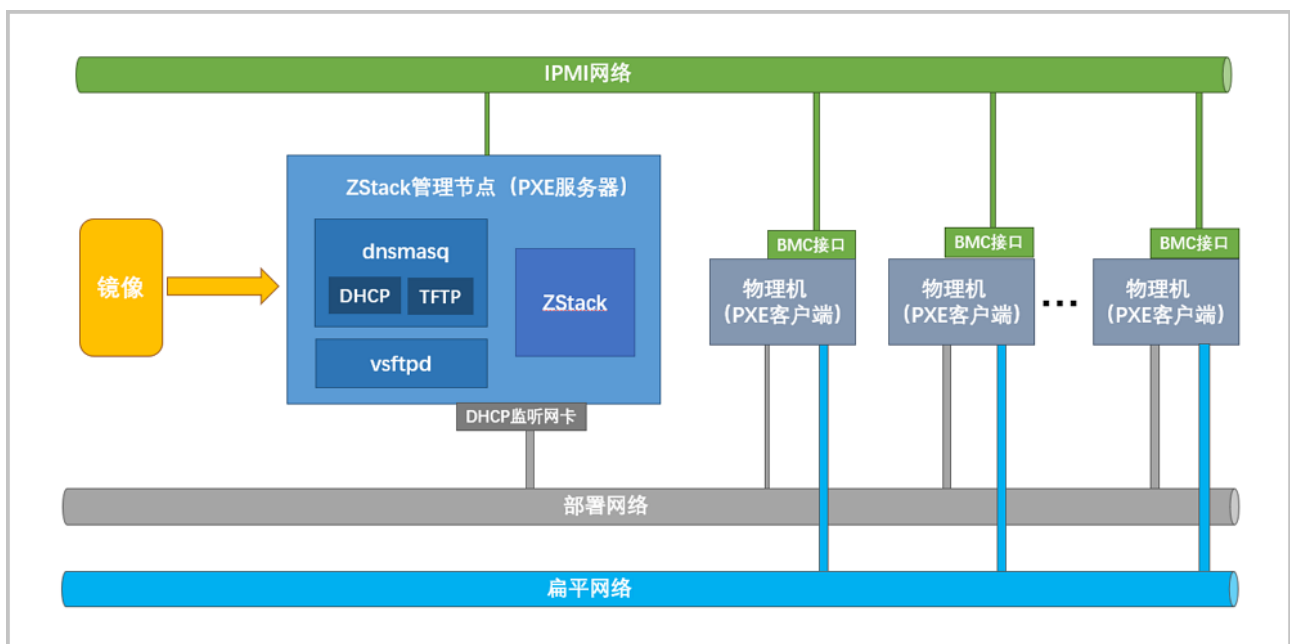 IPMI网络
ZStack管理节点（PXE服务器）
dnsmasq
DHCP
TFTP
vsftpd
ZStack
镜像
DHCP监听网卡
BMC接口
物理机
（PXE客户端）
BMC接口
物理机
（PXE客户端）
...
BMC接口
物理机
（PXE客户端）
部署网络
扁平网络